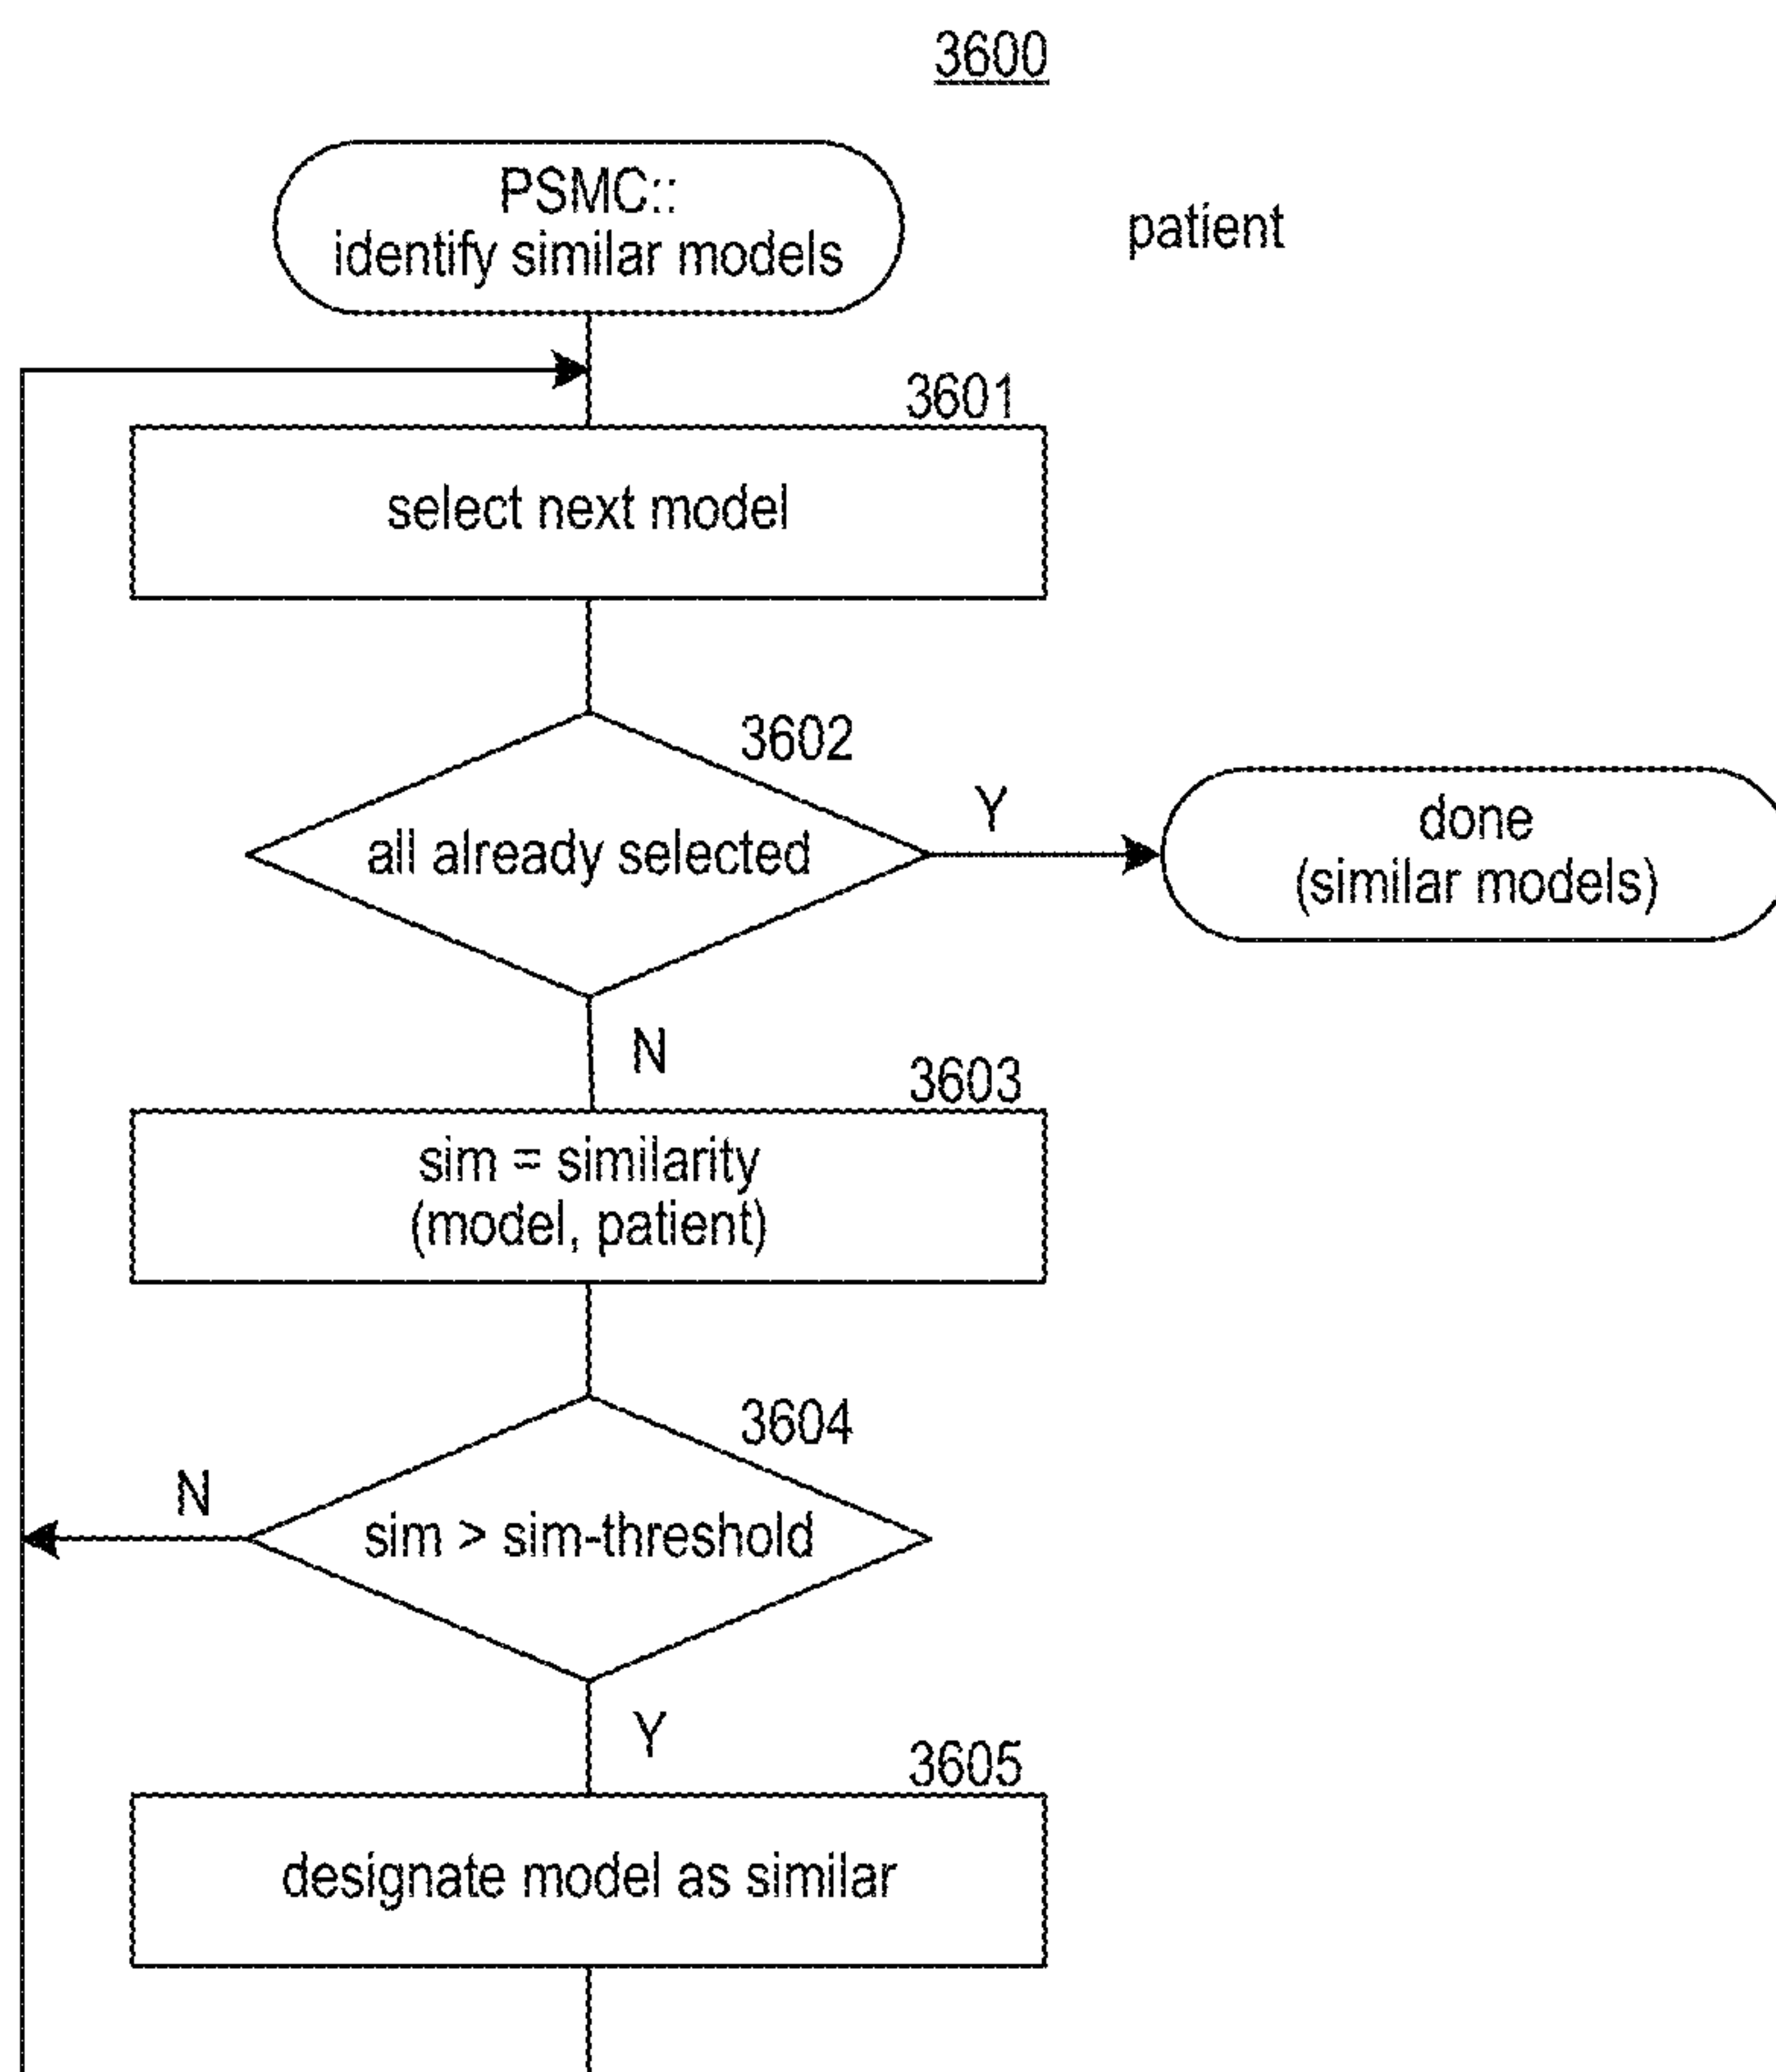 3600
PSMC::
identify similar models
patient
3601
select next model
3602
all already selected
Y
done
(similar models)
N
3603
sim = similarity
(model, patient)
3604
N
sim > sim-threshold
Y
3605
designate model as similar